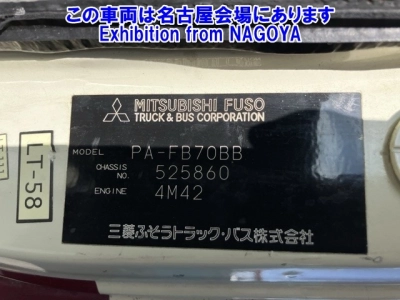 この車両は名古屋会場にあります
Exhibition from NAGOYA
MITSUBISHI FUSO
TRUCK & BUS CORPORATION
MODEL PA-FB70BB
CHASSIS NO. 525860
ENGINE 4M42
三菱ふそうトラック・バス株式会社
LT-58